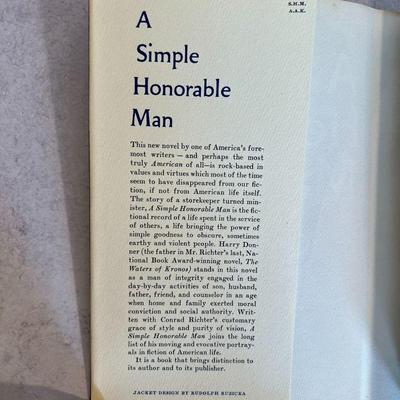 S.H.M.
A.A.K.
A
Simple
Honorable
Man
This new novel by one of America's fore-
most writers — and perhaps the most
truly American of all—is rock-based in
values and virtues which most of the time
seem to have disappeared from our fic-
tion, if not from American life itself.
The story of a storekeeper turned min-
ister, A Simple Honorable Man is the fic-
tional record of a life spent in the service
of others, a life bringing the power of
simple goodness to obscure, sometimes
earthy and violent people. Harry Don-
ner (the father in Mr. Richter's last, Na-
tional Book Award-winning novel, The
Waters of Kronos) stands in this novel
as a man of integrity engaged in the
day-by-day activities of son, husband,
father, friend, and counselor in an age
when home and family exerted moral
conviction and social authority. Writ-
ten with Conrad Richter's customary
grace of style and purity of vision, A
Simple Honorable Man joins the long
list of his moving and evocative portray-
als in fiction of American life.
It is a book that brings distinction to
its author and to its publisher.
JACKET DESIGN BY RUDOLPH RUZICKA